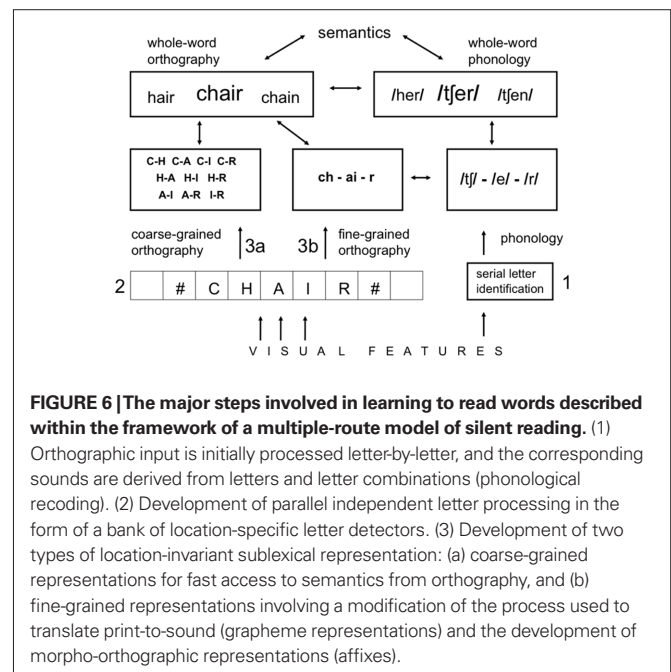 semantics
whole-word
orthography
whole-word
phonology
hair chair chain
/her/ /tʃer/ /tʃen/
C-H C-A C-I C-R
H-A H-I H-R
A-I A-R I-R
ch - ai - r
/tʃ/ - /e/ - /r/
coarse-grained
orthography
3a
3b
fine-grained
orthography
phonology
2
# C H A I R #
serial letter
identification
1
V I S U A L F E A T U R E S
FIGURE 6 | The major steps involved in learning to read words described
within the framework of a multiple-route model of silent reading. (1)
Orthographic input is initially processed letter-by-letter, and the corresponding
sounds are derived from letters and letter combinations (phonological
recoding). (2) Development of parallel independent letter processing in the
form of a bank of location-specific letter detectors. (3) Development of two
types of location-invariant sublexical representation: (a) coarse-grained
representations for fast access to semantics from orthography, and (b)
fine-grained representations involving a modification of the process used to
translate print-to-sound (grapheme representations) and the development of
morpho-orthographic representations (affixes).